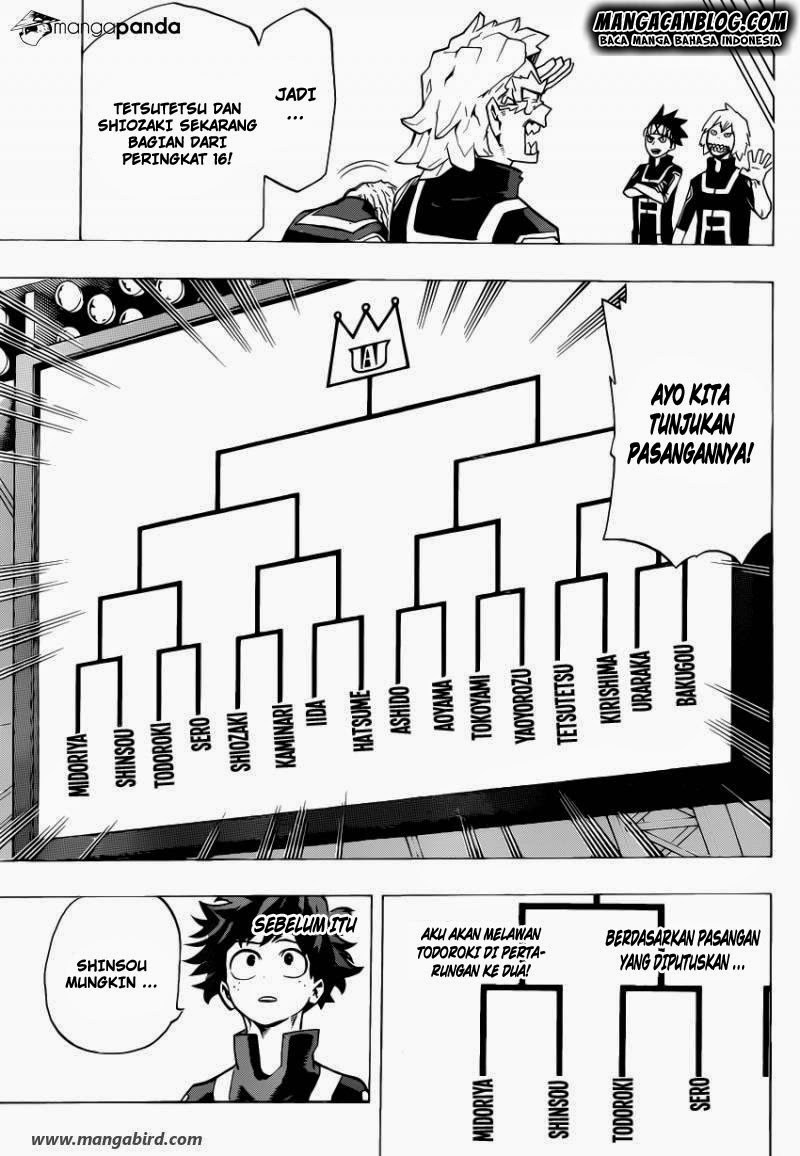 mangapanda
MANGACANBLOG.COM
BACA MANGA BAHASA INDONESIA
JADI
...
TETSUTETSU DAN
SHIOZAKI SEKARANG
BAGIAN DARI
PERINGKAT 16!
UA
AYO KITA
TUNJUKAN
PASANGANNYA!
MIDORIYA
SHINSOU
TODOROKI
SERO
SHIOZAKI
KAMINARI
IIDA
HATSUME
ASHIDO
AOYAMA
TOKOYAMI
YAOYOROZU
TETSUTETSU
KIRISHIMA
URARAKA
BAKUGOU
SEBELUM ITU
SHINSOU
MUNGKIN ...
AKU AKAN MELAWAN
TODOROKI DI PERTA-
RUNGAN KE DUA!
BERDASARKAN PASANGAN
YANG DIPUTUSKAN ...
MIDORIYA
SHINSOU
TODOROKI
SERO
www.mangabird.com